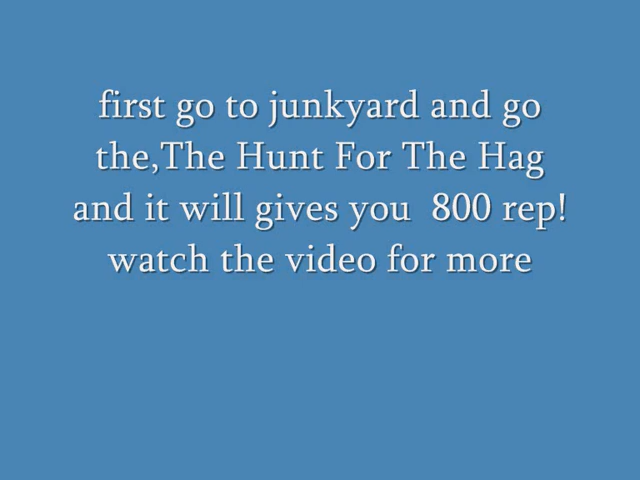 first go to junkyard and go
the,The Hunt For The Hag
and it will gives you  800 rep!
watch the video for more